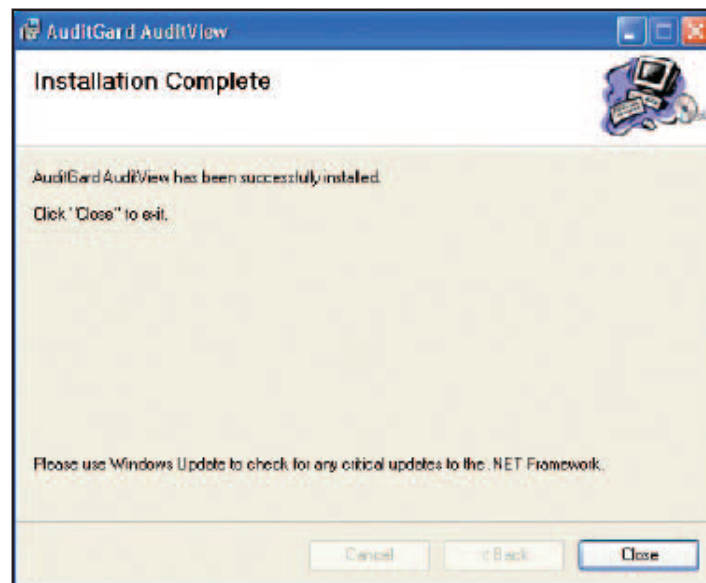 AuditGard AuditView
Installation Complete
AuditGard AuditView has been successfully installed.
Click "Close" to exit.
Please use Windows Update to check for any critical updates to the .NET Framework.
Cancel < Back Close